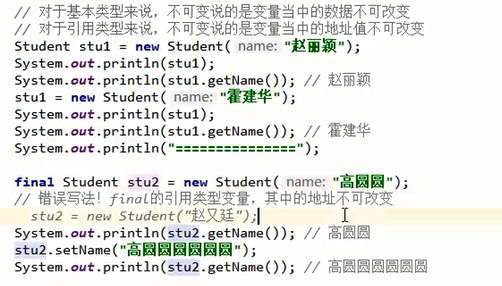 // 对于基本类型来说，不可变说的是变量当中的数据不可改变
// 对于引用类型来说，不可变说的是变量当中的地址值不可改变
Student stu1 = new Student( name: "赵丽颖");
System.out.println(stu1);
System.out.println(stu1.getName()); // 赵丽颖
stu1 = new Student( name: "霍建华");
System.out.println(stu1);
System.out.println(stu1.getName()); // 霍建华
System.out.println("===============");
final Student stu2 = new Student( name: "高圆圆");
// 错误写法！final的引用类型变量，其中的地址不可改变
stu2 = new Student("赵又廷");
System.out.println(stu2.getName()); // 高圆圆
stu2.setName("高圆圆圆圆圆圆");
System.out.println(stu2.getName()); // 高圆圆圆圆圆圆